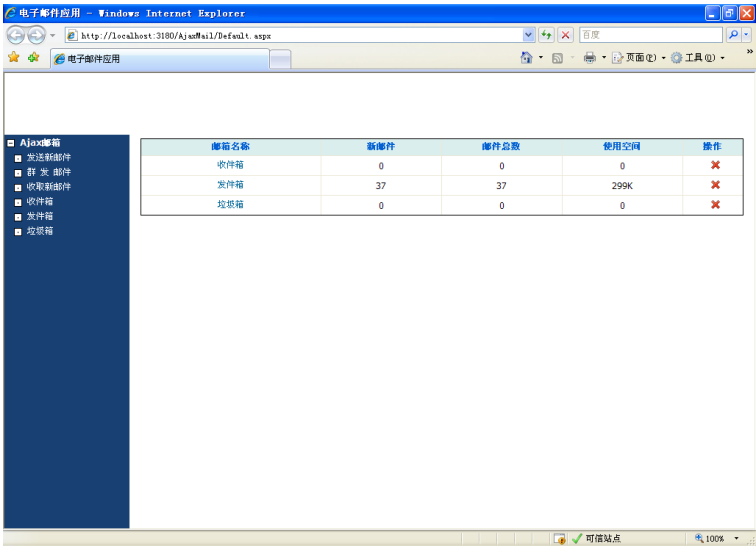 电子邮件应用 - Windows Internet Explorer
http://localhost:3180/AjaxMail/Default.aspx
百度
电子邮件应用
页面(P)
工具(O)
»
Ajax邮箱
发送新邮件
群 发 邮件
收取新邮件
收件箱
发件箱
垃圾箱
邮箱名称 新邮件 邮件总数 使用空间 操作
收件箱 0 0 0
发件箱 37 37 299K
垃圾箱 0 0 0
可信站点
100%